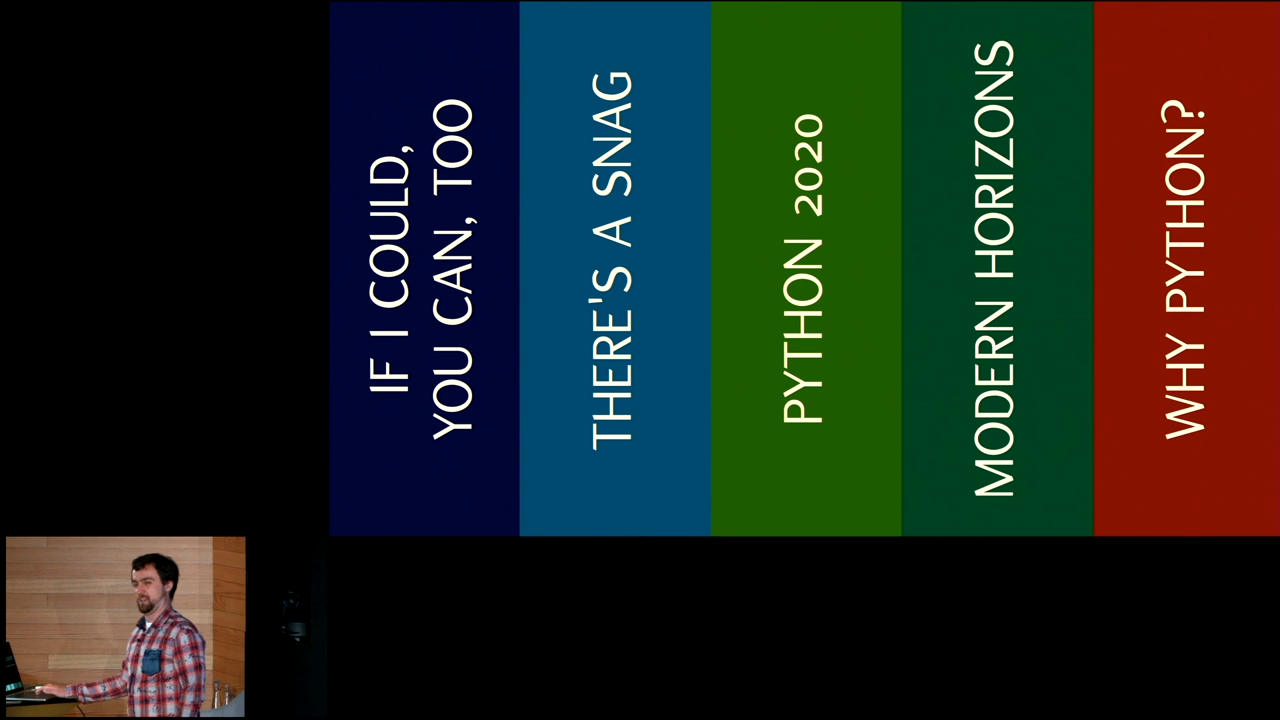 IF I COULD,
YOU CAN, TOO
THERE'S A SNAG
PYTHON 2020
MODERN HORIZONS
WHY PYTHON?